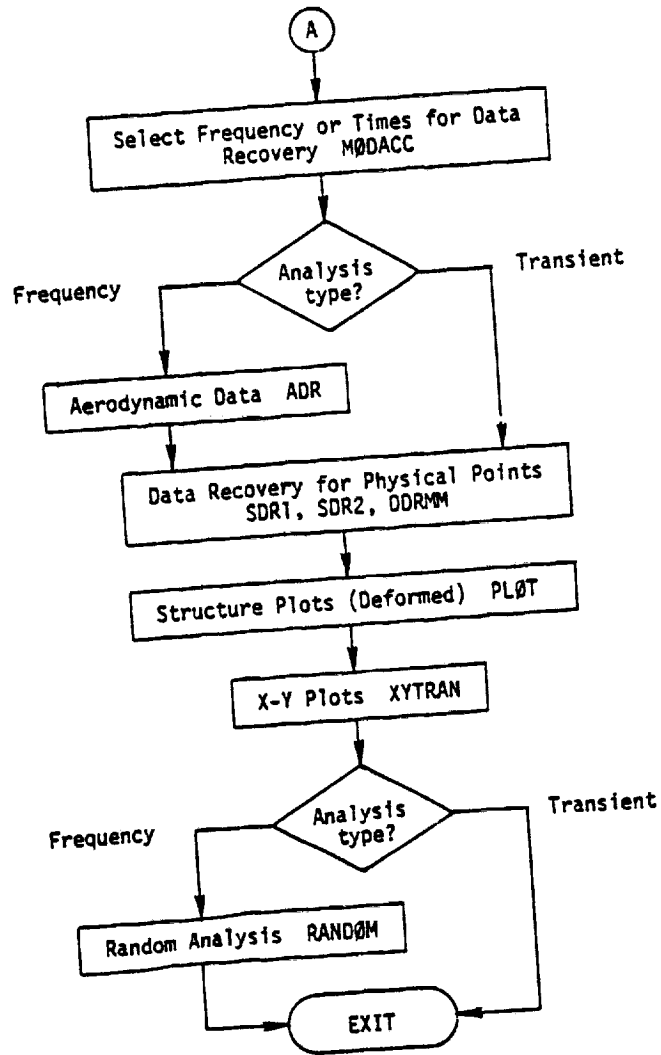 A
Select Frequency or Times for Data
Recovery MØDACC
Analysis
type?
Frequency
Transient
Aerodynamic Data ADR
Data Recovery for Physical Points
SDR1, SDR2, DDRMM
Structure Plots (Deformed) PLØT
X-Y Plots XYTRAN
Analysis
type?
Frequency
Transient
Random Analysis RANDØM
EXIT